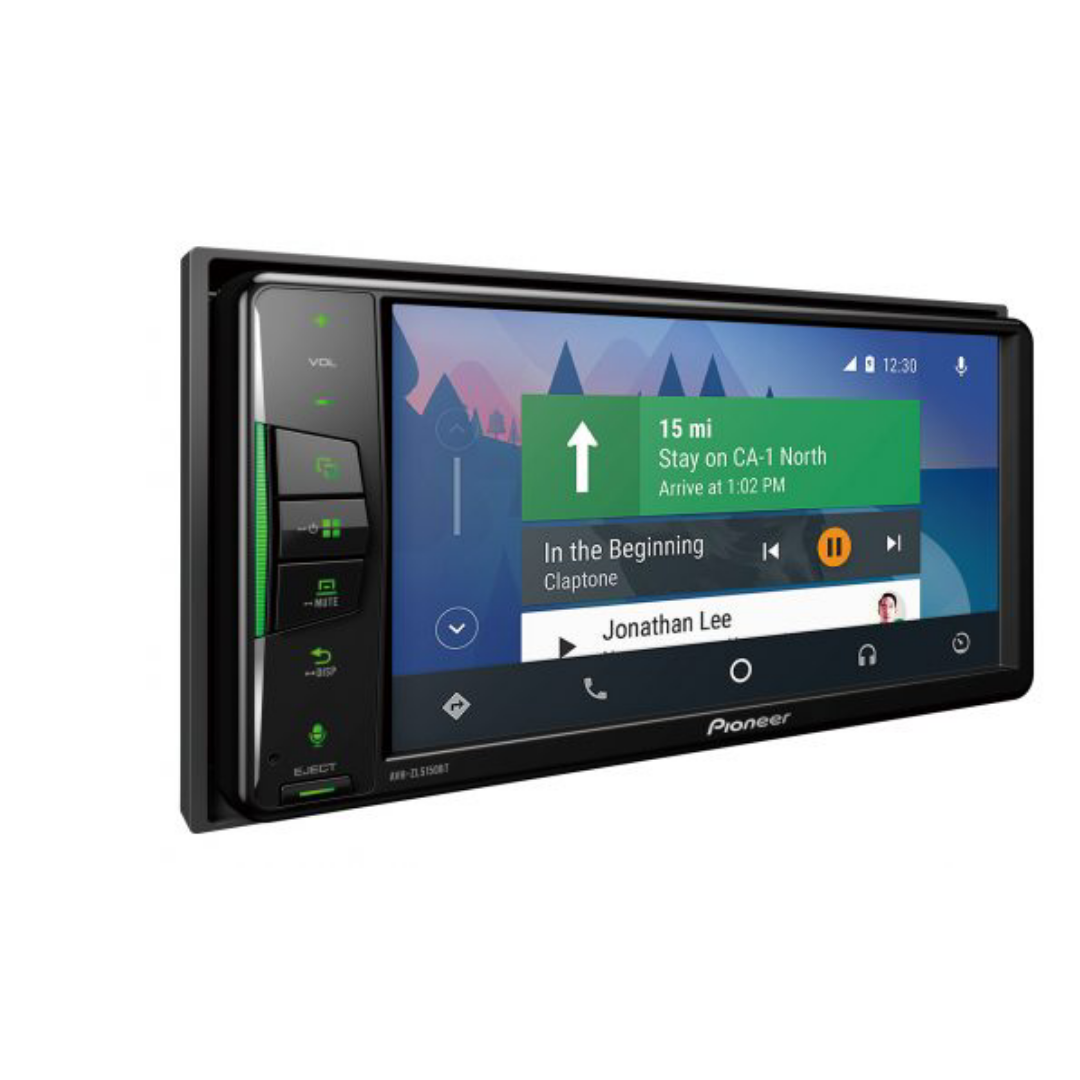 VOL
MUTE
DISP
EJECT
12:30
15 mi
Stay on CA-1 North
Arrive at 1:02 PM
In the Beginning
Claptone
Jonathan Lee
Pioneer
AVH-ZL5150BT